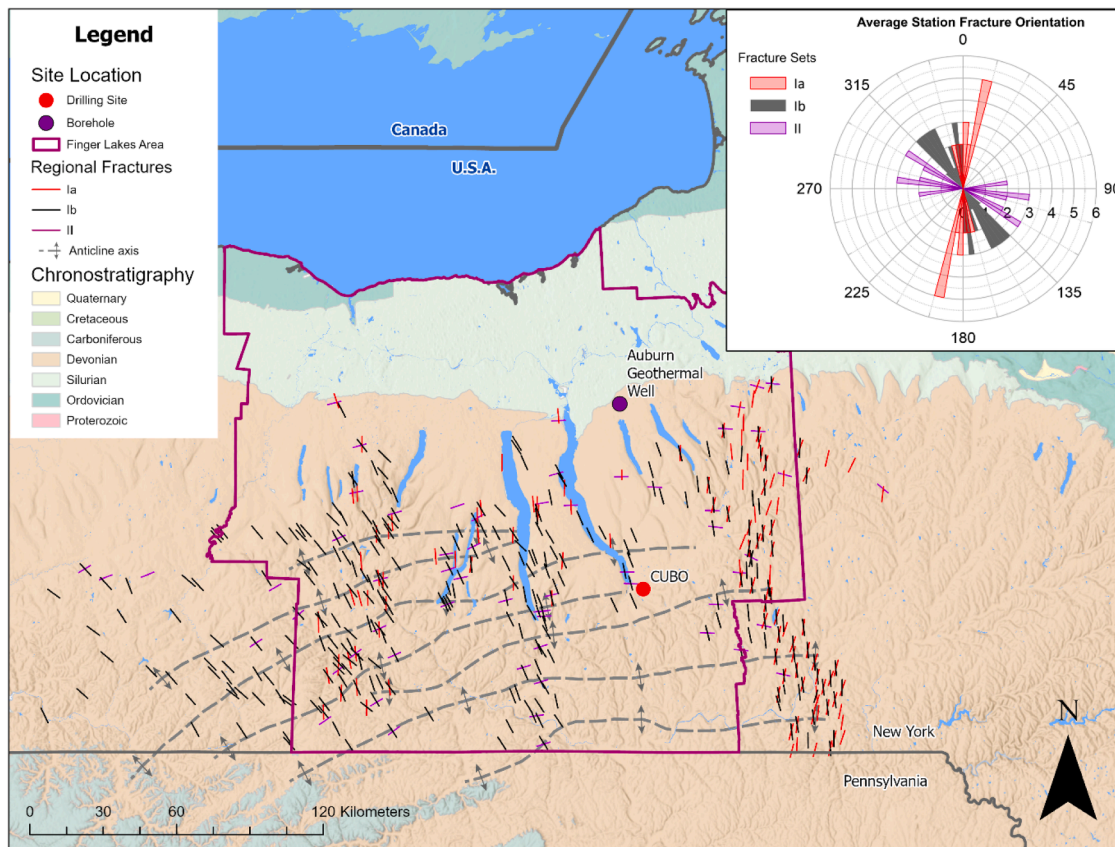 Legend
Site Location
Drilling Site
Borehole
Finger Lakes Area
Regional Fractures
Ia
Ib
II
Anticline axis
Chronostratigraphy
Quaternary
Cretaceous
Carboniferous
Devonian
Silurian
Ordovician
Proterozoic
Canada
U.S.A.
Average Station Fracture Orientation
Fracture Sets
Ia
Ib
II
0
45
90
135
180
225
270
315
0 1 2 3 4 5 6
Auburn
Geothermal
Well
CUBO
New York
Pennsylvania
N
0 30 60 120 Kilometers